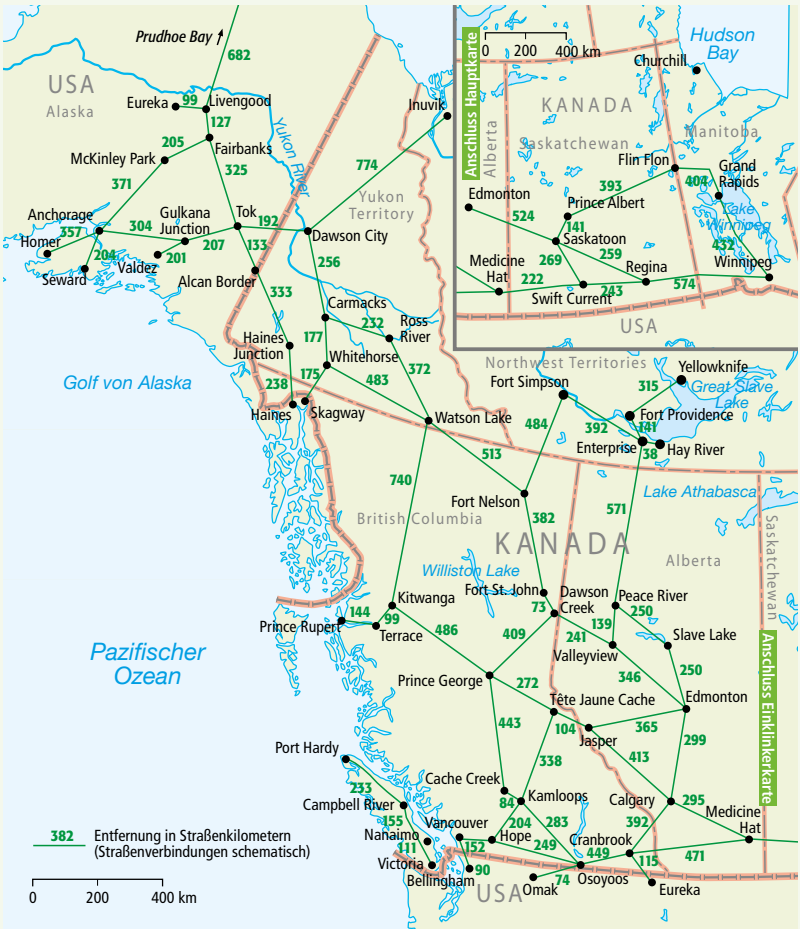 Prudhoe Bay
682
USA
Alaska
Eureka
99
Livengood
127
Inuvik
205
Fairbanks
McKinley Park
325
Yukon River
774
371
Yukon
Territory
Anchorage
Gulkana
Junction
Tok
192
357
304
207
133
Dawson City
Homer
204
201
Valdez
256
Seward
Alcan Border
333
Carmacks
232
Ross
River
Haines
Junction
177
Whitehorse
372
Golf von Alaska
175
483
238
Haines
Skagway
Watson Lake
Anschluss Hauptkarte
0 200 400 km
Hudson
Bay
Churchill
KANADA
Alberta
Saskatchewan
Manitoba
Flin Flon
Grand
Rapids
393
404
Edmonton
Prince Albert
524
141
Lake
Winnipeg
Saskatoon
432
Medicine
Hat
269
259
Regina
Winnipeg
222
243
574
Swift Current
USA
Northwest Territories
Yellowknife
Fort Simpson
315
Great Slave
Lake
484
392
Fort Providence
141
Enterprise
38
Hay River
513
740
Lake Athabasca
Fort Nelson
571
British Columbia
382
KANADA
Alberta
Saskatchewan
Williston Lake
Fort St. John
Dawson
Creek
Kitwanga
73
Peace River
144
99
250
Prince Rupert
Terrace
486
409
241
139
Slave Lake
Valleyview
Pazifischer
Ozean
346
250
Prince George
272
Tête Jaune Cache
Edmonton
443
104
365
Jasper
299
Anschluss Einklinkerkarte
Port Hardy
338
413
Cache Creek
233
84
Kamloops
Calgary
295
Campbell River
155
Vancouver
204
283
392
Medicine
Hat
382
Entfernung in Straßenkilometern
(Straßenverbindungen schematisch)
Nanaimo
152
Hope
249
Cranbrook
449
471
111
Victoria
115
90
Bellingham
USA
74
Omak
Osoyoos
Eureka
0 200 400 km